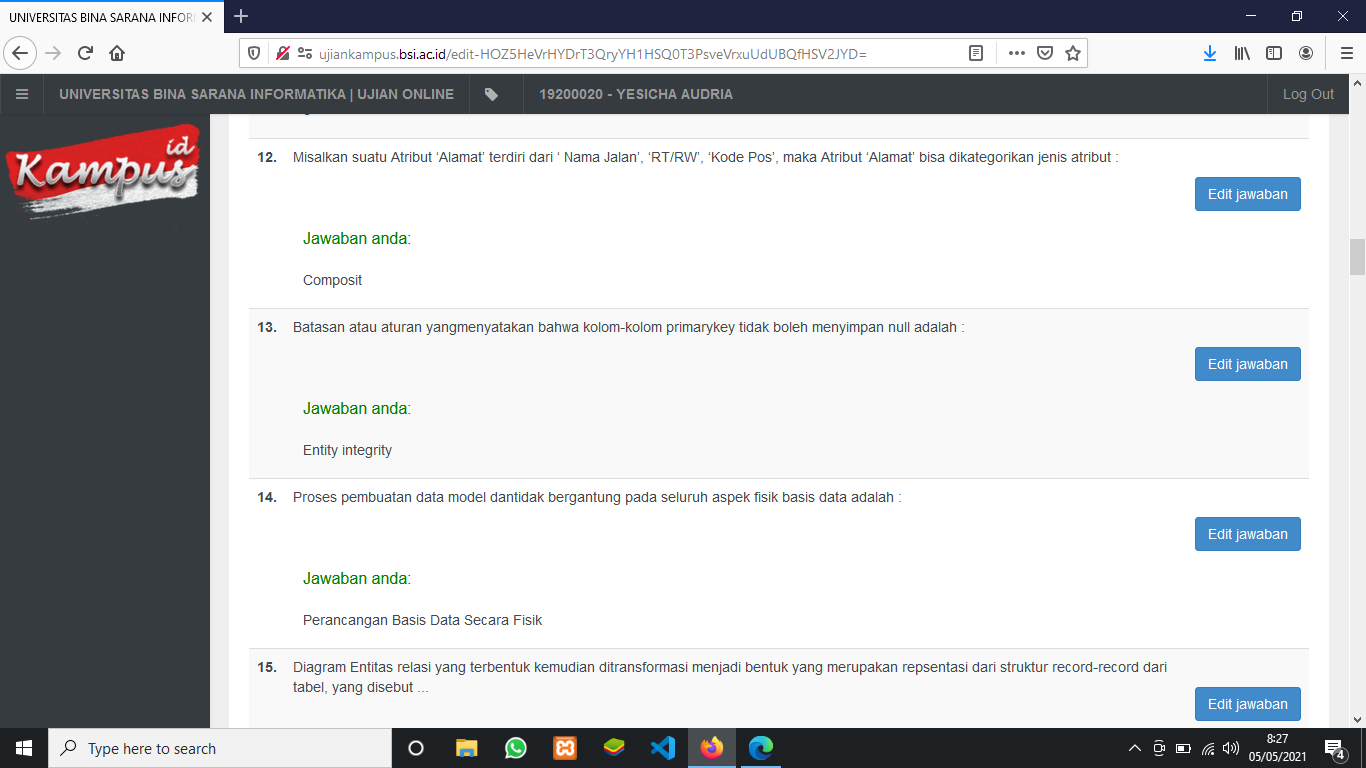 UNIVERSITAS BINA SARANA INFOR
ujiankampus.bsi.ac.id/edit-HOZ5HeVrHYDrT3QryYH1HSQ0T3PsveVrxuUdUBQfHSV2JYD=
UNIVERSITAS BINA SARANA INFORMATIKA | UJIAN ONLINE
19200020 - YESICHA AUDRIA
Log Out
Kampus id
12. Misalkan suatu Atribut ‘Alamat’ terdiri dari ‘ Nama Jalan’, ‘RT/RW’, ‘Kode Pos’, maka Atribut ‘Alamat’ bisa dikategorikan jenis atribut :
Edit jawaban
Jawaban anda:
Composit
13. Batasan atau aturan yangmenyatakan bahwa kolom-kolom primarykey tidak boleh menyimpan null adalah :
Edit jawaban
Jawaban anda:
Entity integrity
14. Proses pembuatan data model dantidak bergantung pada seluruh aspek fisik basis data adalah :
Edit jawaban
Jawaban anda:
Perancangan Basis Data Secara Fisik
15. Diagram Entitas relasi yang terbentuk kemudian ditransformasi menjadi bentuk yang merupakan repsentasi dari struktur record-record dari
tabel, yang disebut ...
Edit jawaban
Type here to search
8:27
05/05/2021
4